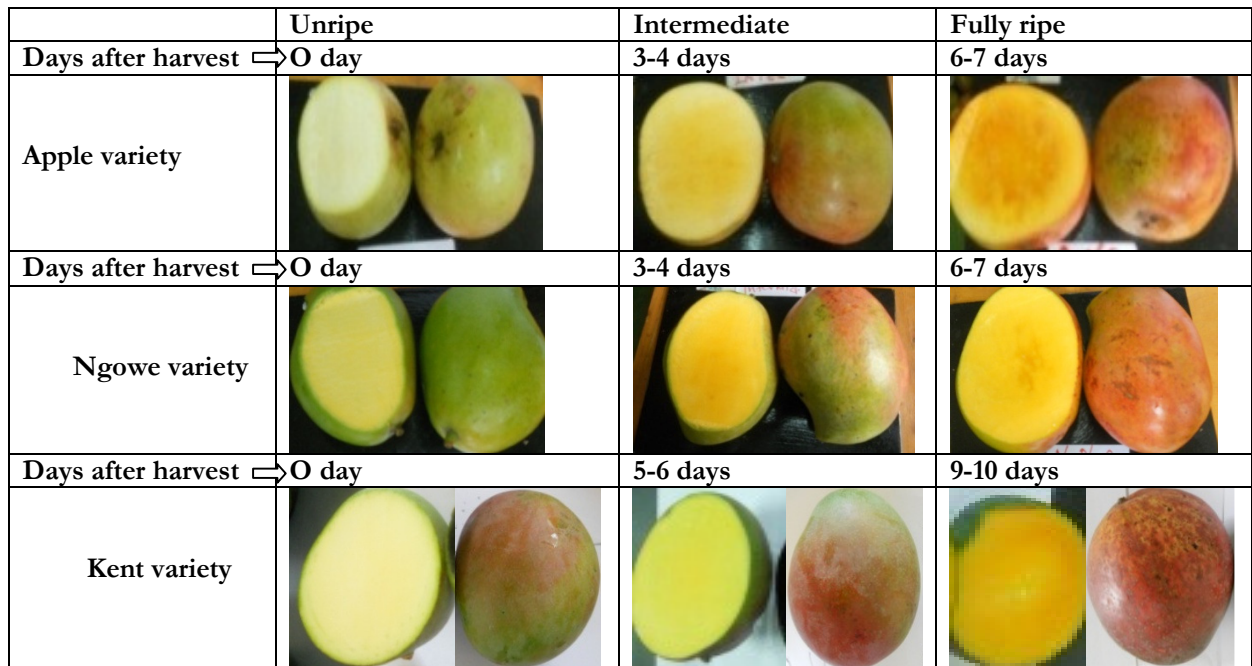 Unripe Intermediate Fully ripe
Days after harvest ⇨ O day 3-4 days 6-7 days
Apple variety
Days after harvest ⇨ O day 3-4 days 6-7 days
Ngowe variety
Days after harvest ⇨ O day 5-6 days 9-10 days
Kent variety